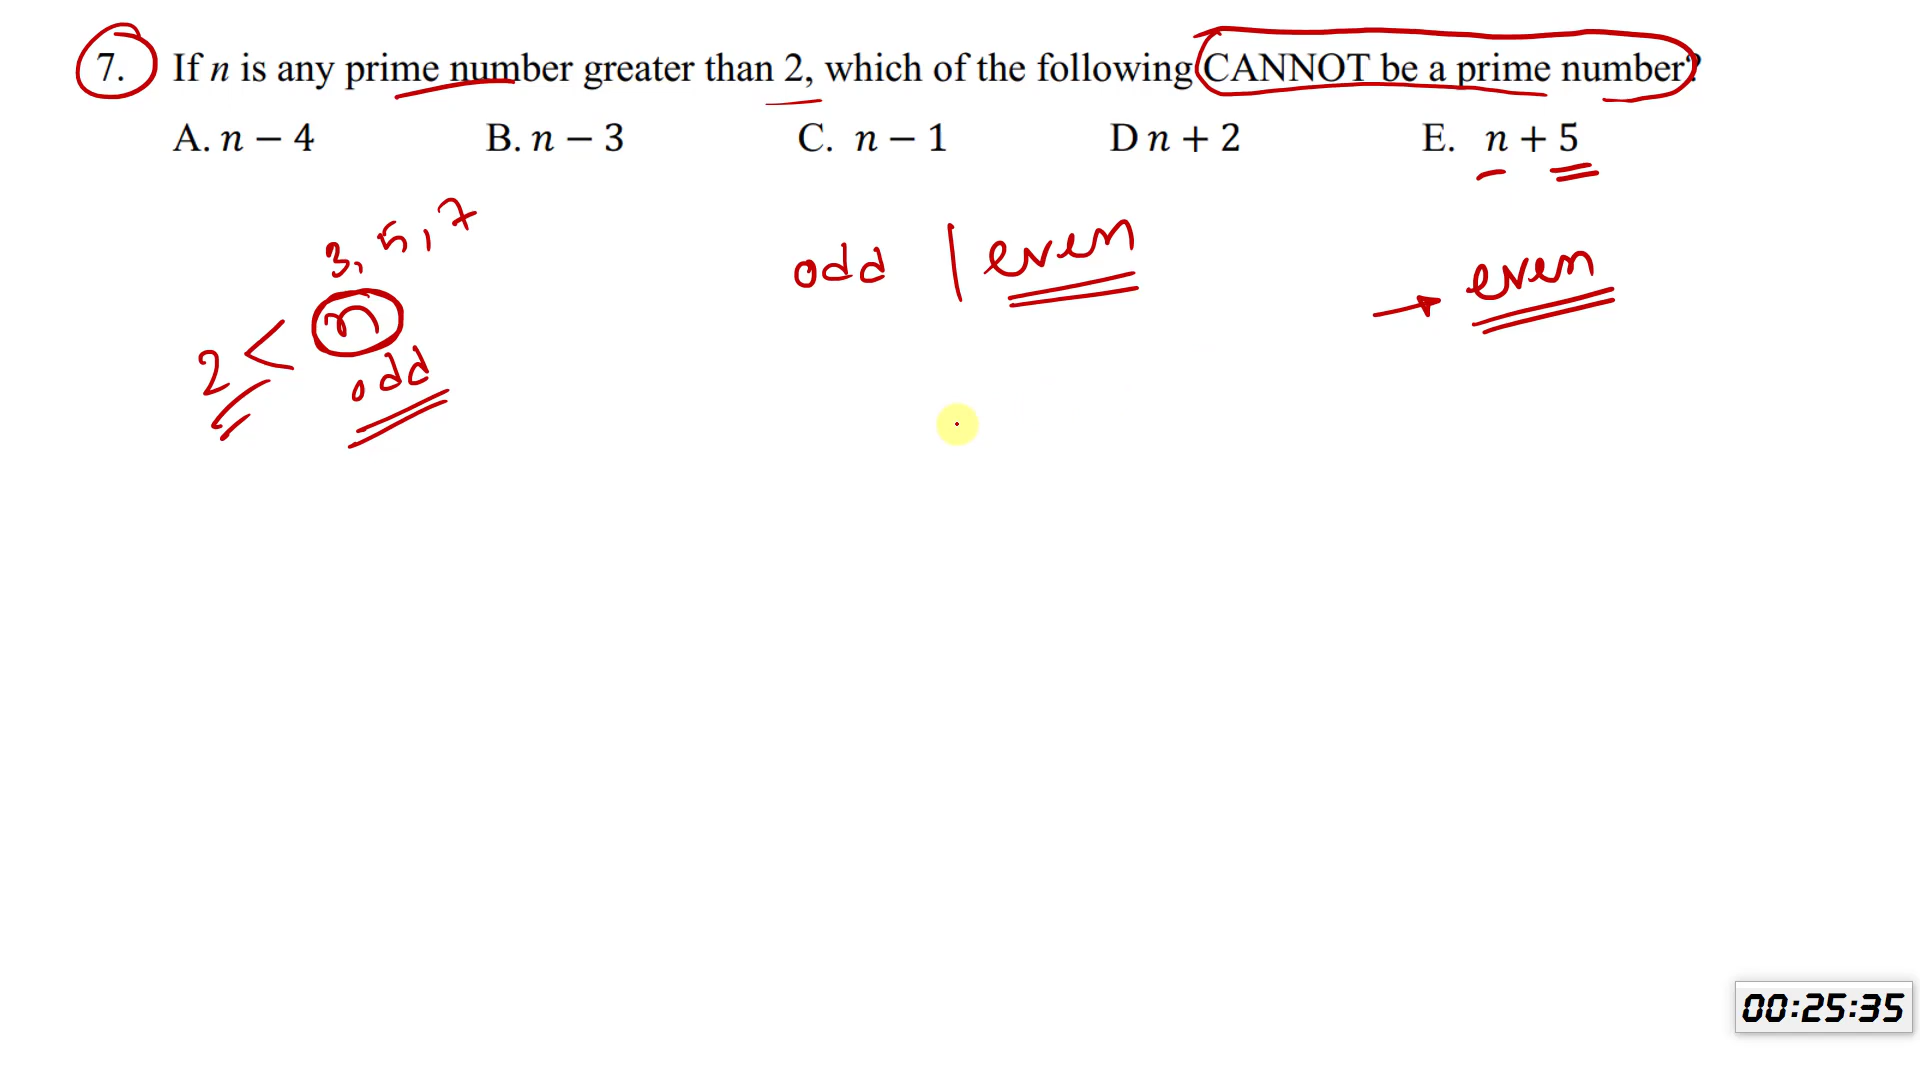 7. If n is any prime number greater than 2, which of the following CANNOT be a prime number?
A. n − 4 B. n − 3 C. n − 1 D n + 2 E. n + 5
3, 5, 7
odd | even
even
2 < n
odd
00:25:35